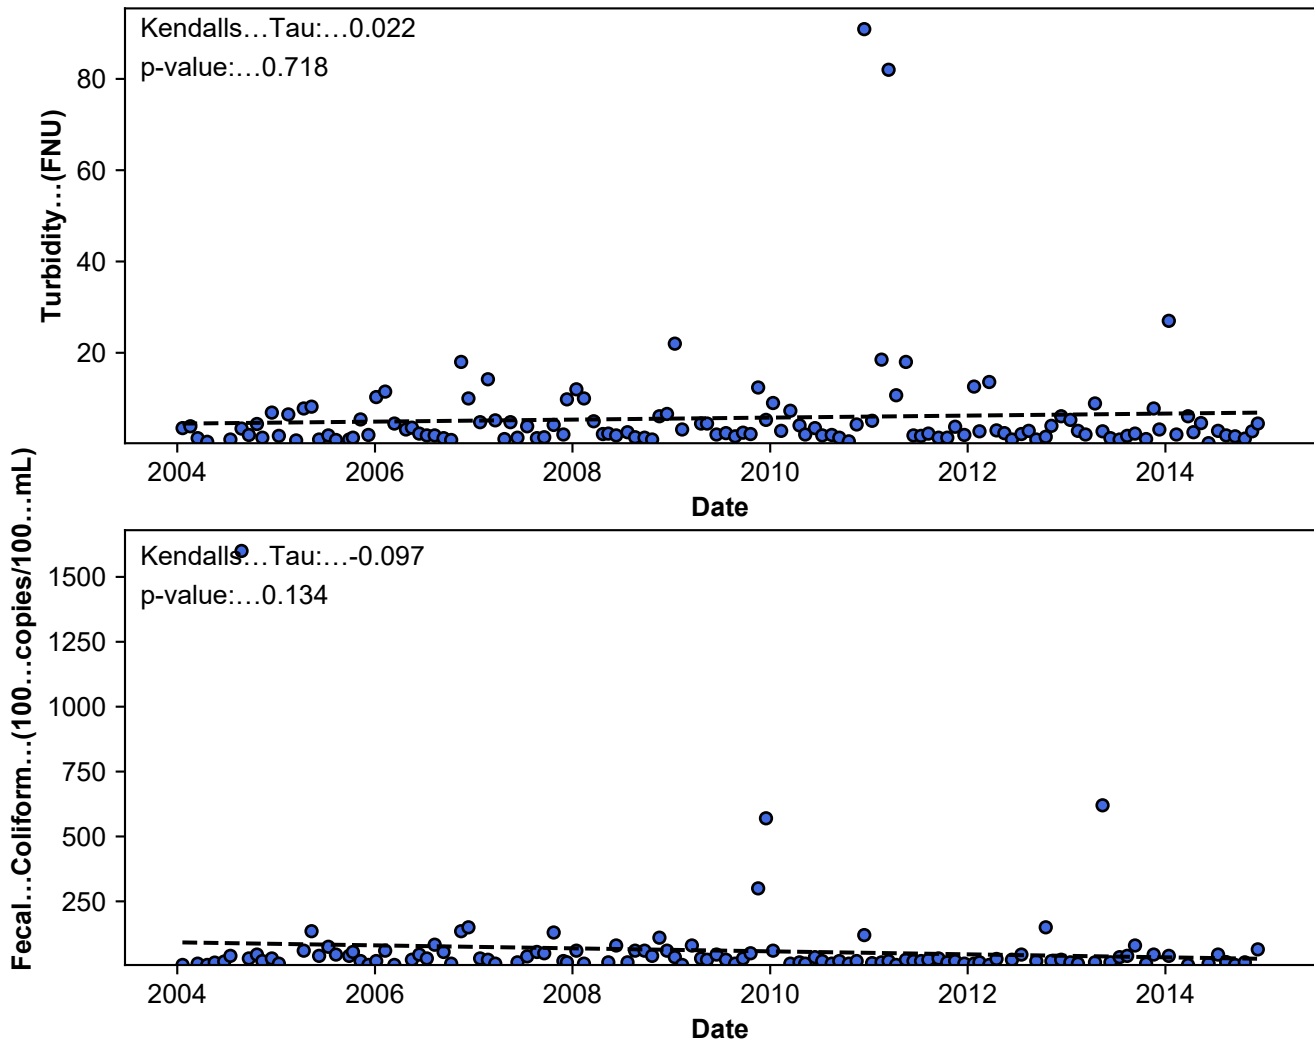 Kendalls...Tau:...0.022
p-value:...0.718
Turbidity...(FNU)
80
60
40
20
2004 2006 2008 2010 2012 2014
Date
Kendalls...Tau:...-0.097
p-value:...0.134
Fecal...Coliform...(100...copies/100...mL)
1500
1250
1000
750
500
250
2004 2006 2008 2010 2012 2014
Date